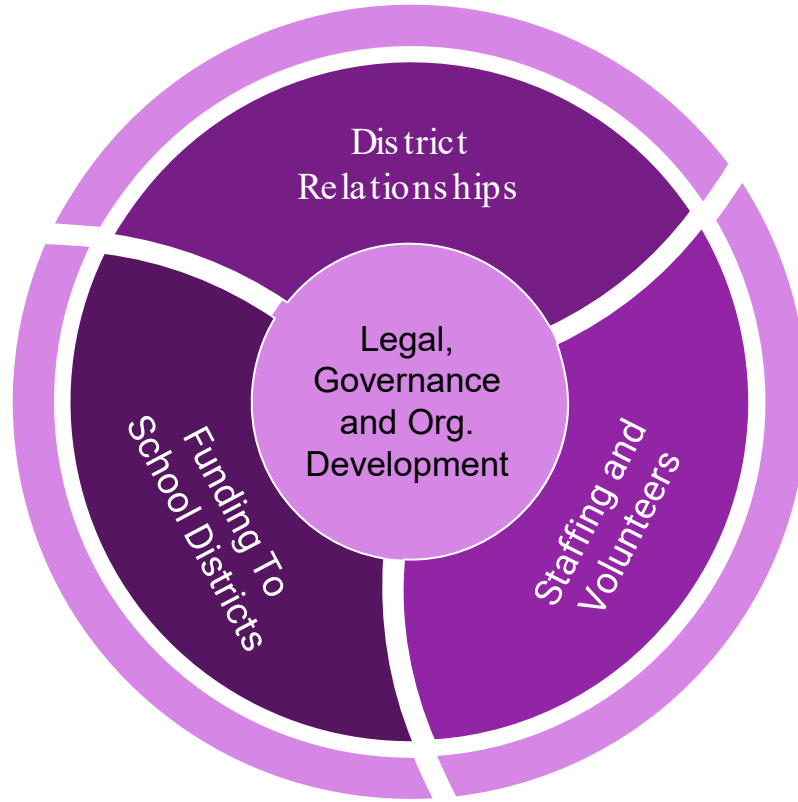 District
Relationships
Legal,
Governance
and Org.
Development
Funding To
School Districts
Staffing and
Volunteers